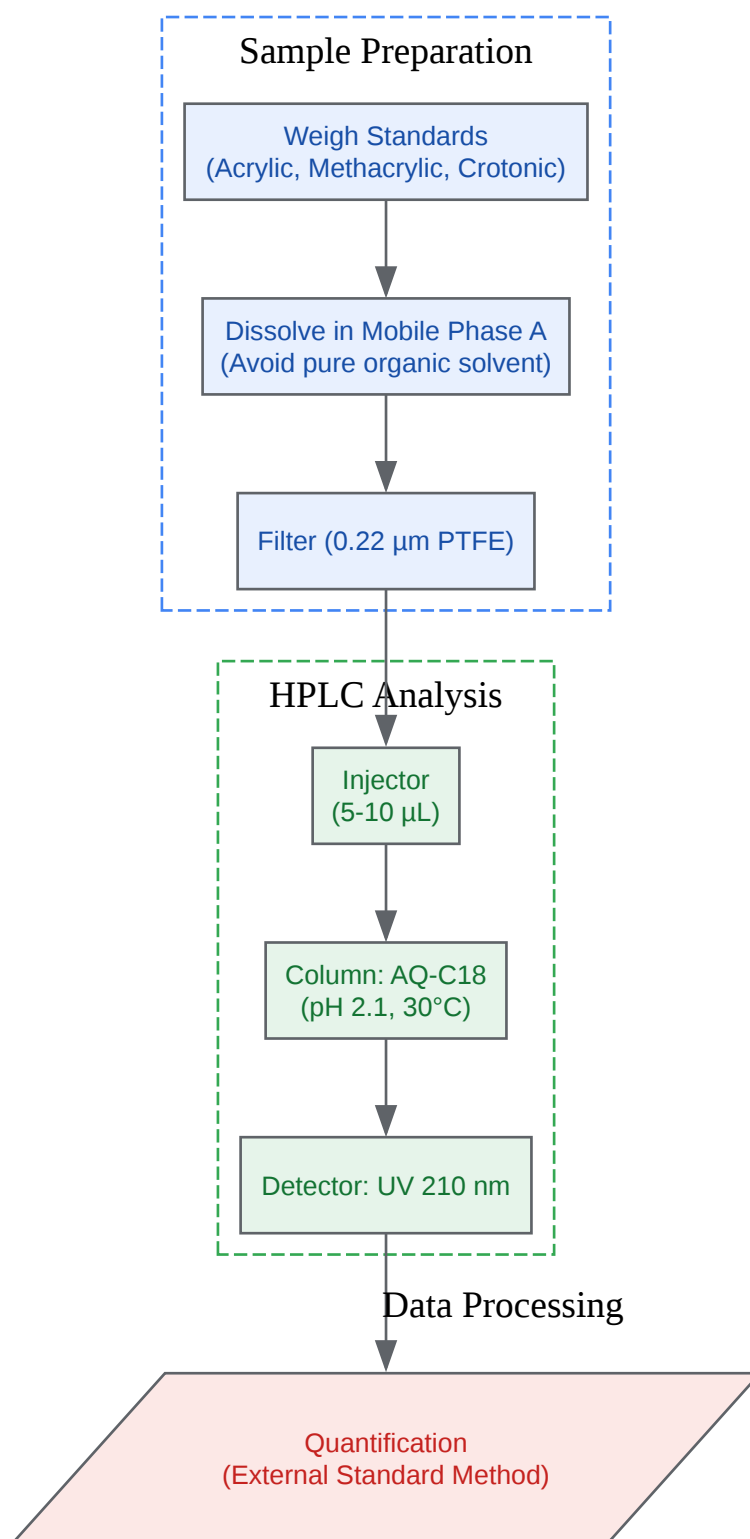 Sample Preparation
Weigh Standards
(Acrylic, Methacrylic, Crotonic)
Dissolve in Mobile Phase A
(Avoid pure organic solvent)
Filter (0.22 µm PTFE)
HPLC Analysis
Injector
(5-10 µL)
Column: AQ-C18
(pH 2.1, 30°C)
Detector: UV 210 nm
Data Processing
Quantification
(External Standard Method)